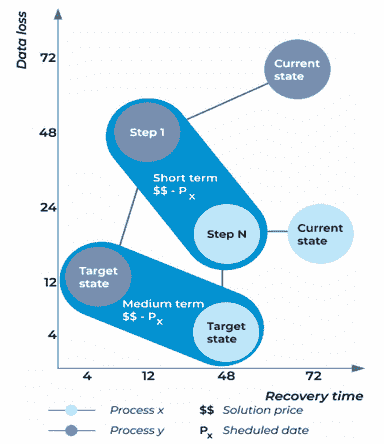 Data loss
72
Current
state
48
Step 1
Short term
$$ - Px
24
Step N
Current
state
Target
state
12
Medium term
$$ - Px
Target
state
4
4 12 48 72
Recovery time
Process x $$ Solution price
Process y Px Sheduled date